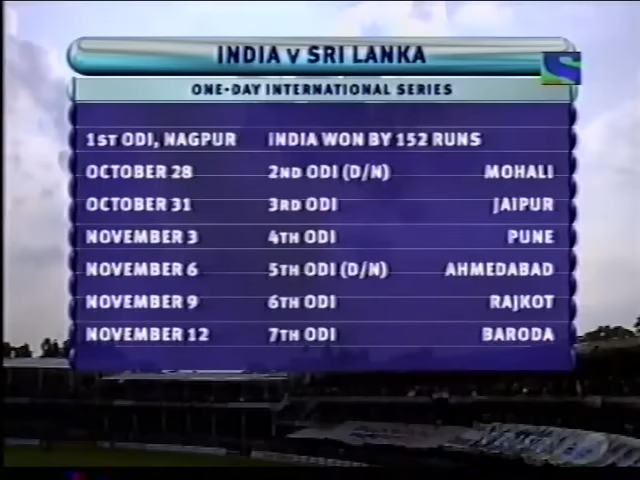 INDIA V SRI LANKA
ONE-DAY INTERNATIONAL SERIES
1ST ODI, NAGPUR INDIA WON BY 152 RUNS
OCTOBER 28 2ND ODI (D/N) MOHALI
OCTOBER 31 3RD ODI JAIPUR
NOVEMBER 3 4TH ODI PUNE
NOVEMBER 6 5TH ODI (D/N) AHMEDABAD
NOVEMBER 9 6TH ODI RAJKOT
NOVEMBER 12 7TH ODI BARODA